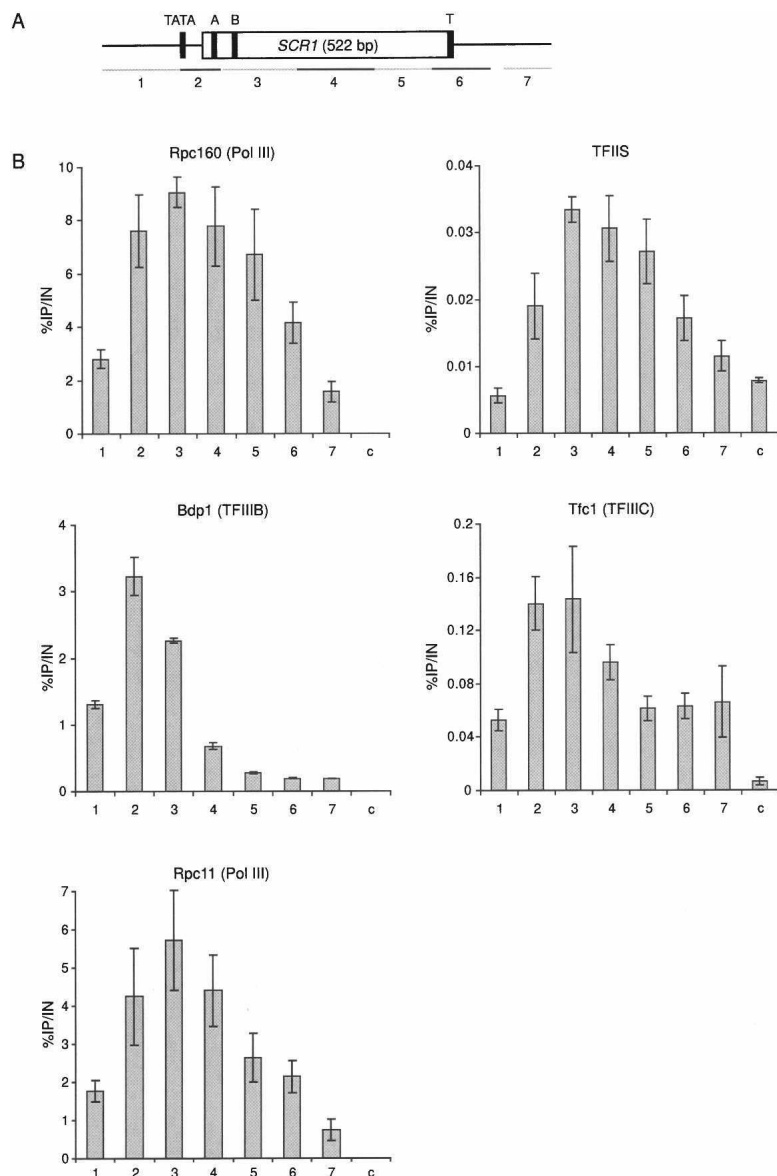 A
TATA A B T
SCR1 (522 bp)
1 2 3 4 5 6 7
B
Rpc160 (Pol III)
%IP/IN
10
8
6
4
2
0
1 2 3 4 5 6 7 c
TFIIS
%IP/IN
0.04
0.03
0.02
0.01
0
1 2 3 4 5 6 7 c
Bdp1 (TFIIIB)
%IP/IN
4
3
2
1
0
1 2 3 4 5 6 7 c
Tfc1 (TFIIIC)
%IP/IN
0.2
0.16
0.12
0.08
0.04
0
1 2 3 4 5 6 7 c
Rpc11 (Pol III)
%IP/IN
7
6
5
4
3
2
1
0
1 2 3 4 5 6 7 c